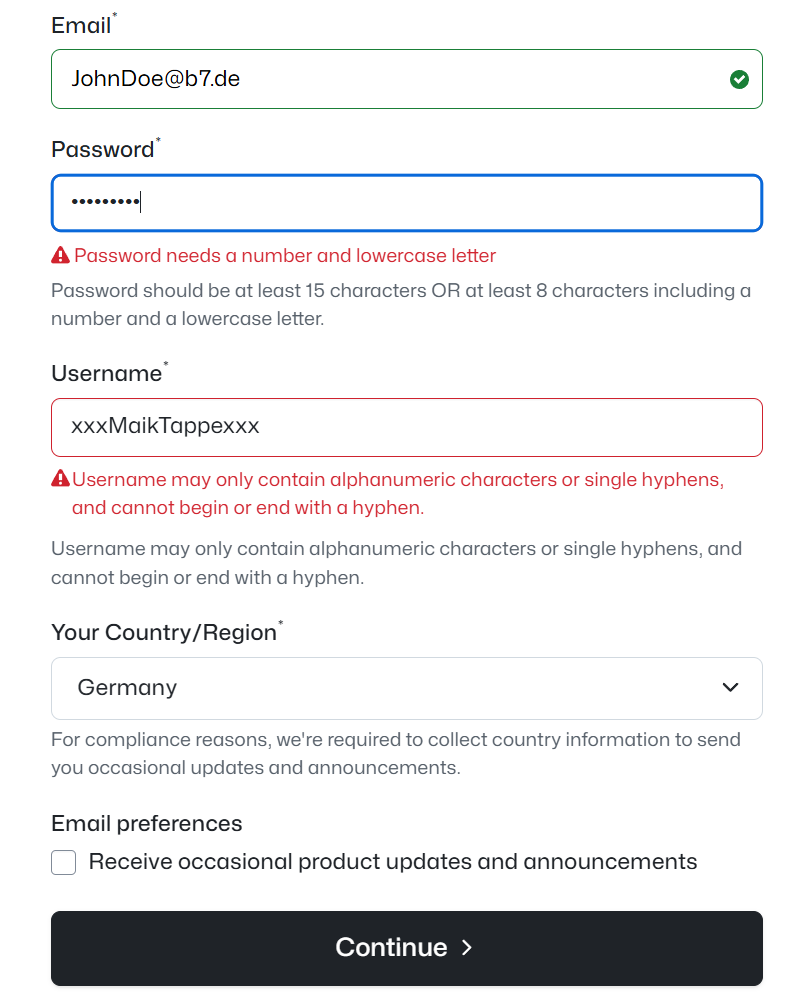 Email*
JohnDoe@b7.de
Password*
•••••••••
Password needs a number and lowercase letter
Password should be at least 15 characters OR at least 8 characters including a
number and a lowercase letter.
Username*
xxxMaikTappexxx
Username may only contain alphanumeric characters or single hyphens,
and cannot begin or end with a hyphen.
Username may only contain alphanumeric characters or single hyphens, and
cannot begin or end with a hyphen.
Your Country/Region*
Germany
For compliance reasons, we're required to collect country information to send
you occasional updates and announcements.
Email preferences
Receive occasional product updates and announcements
Continue >